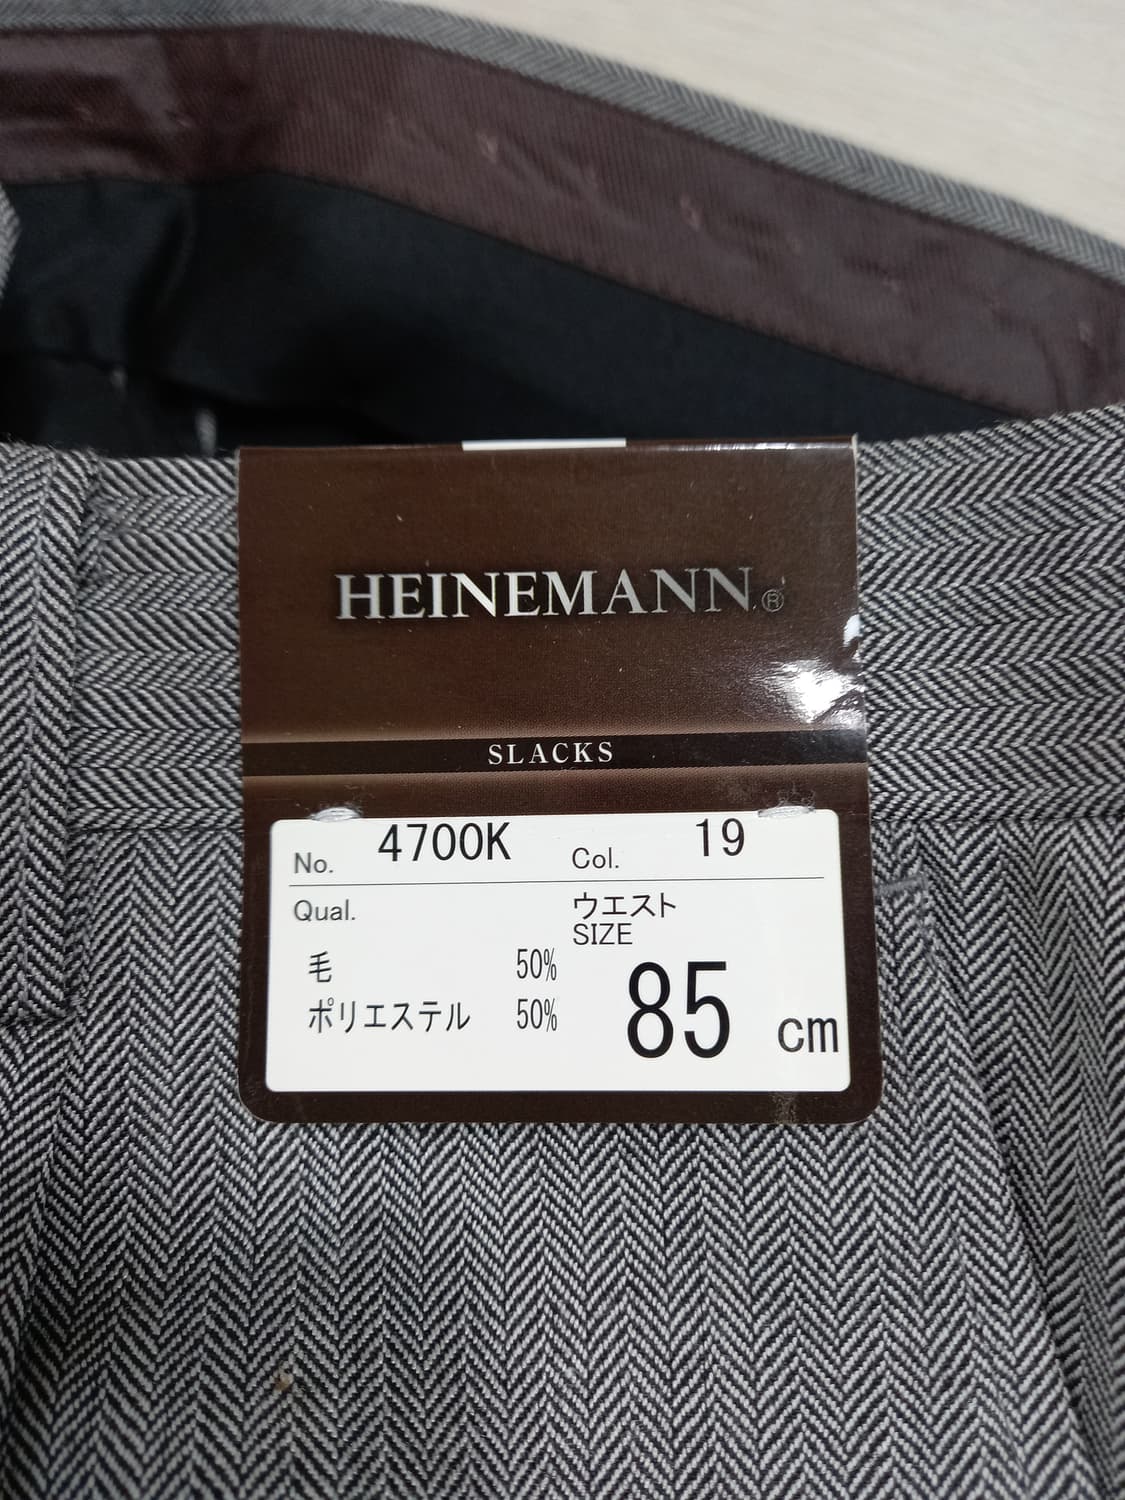 HEINEMANN®
SLACKS
No. 4700K Col. 19
Qual. ウエスト
SIZE
毛 50%
ポリエステル 50%
85 cm